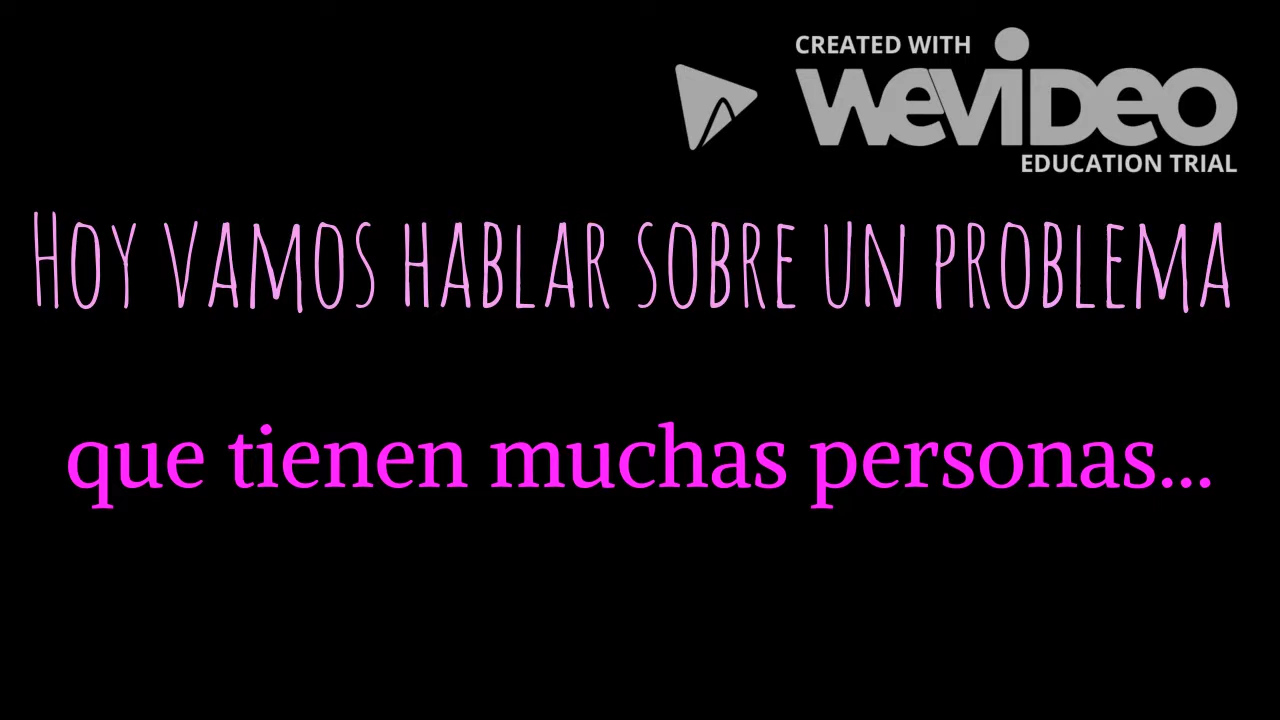 CREATED WITH
WEVIDEO
EDUCATION TRIAL
HOY VAMOS HABLAR SOBRE UN PROBLEMA
que tienen muchas personas...